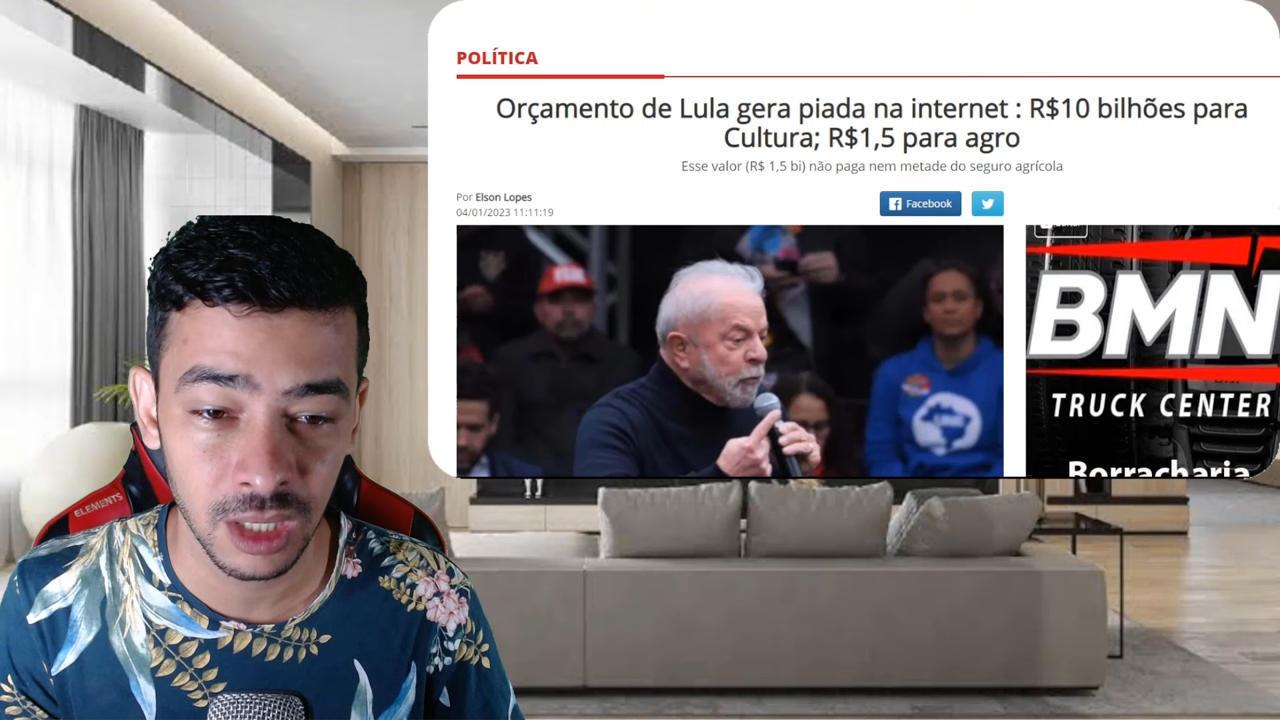 POLÍTICA
Orçamento de Lula gera piada na internet : R$10 bilhões para
Cultura; R$1,5 para agro
Esse valor (R$ 1,5 bi) não paga nem metade do seguro agrícola
Por Elson Lopes
04/01/2023 11:11:19
Facebook
BMN
TRUCK CENTER
Borracharia
ELEMENTS